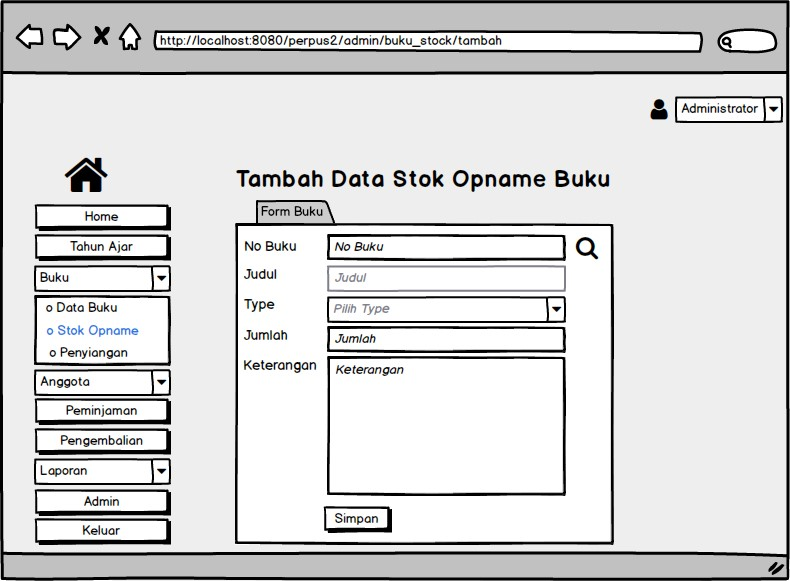 http://localhost:8080/perpus2/admin/buku_stock/tambah
Administrator
Home
Tahun Ajar
Buku
o Data Buku
o Stok Opname
o Penyiangan
Anggota
Peminjaman
Pengembalian
Laporan
Admin
Keluar
Tambah Data Stok Opname Buku
Form Buku
No Buku No Buku
Judul Judul
Type Pilih Type
Jumlah Jumlah
Keterangan Keterangan
Simpan